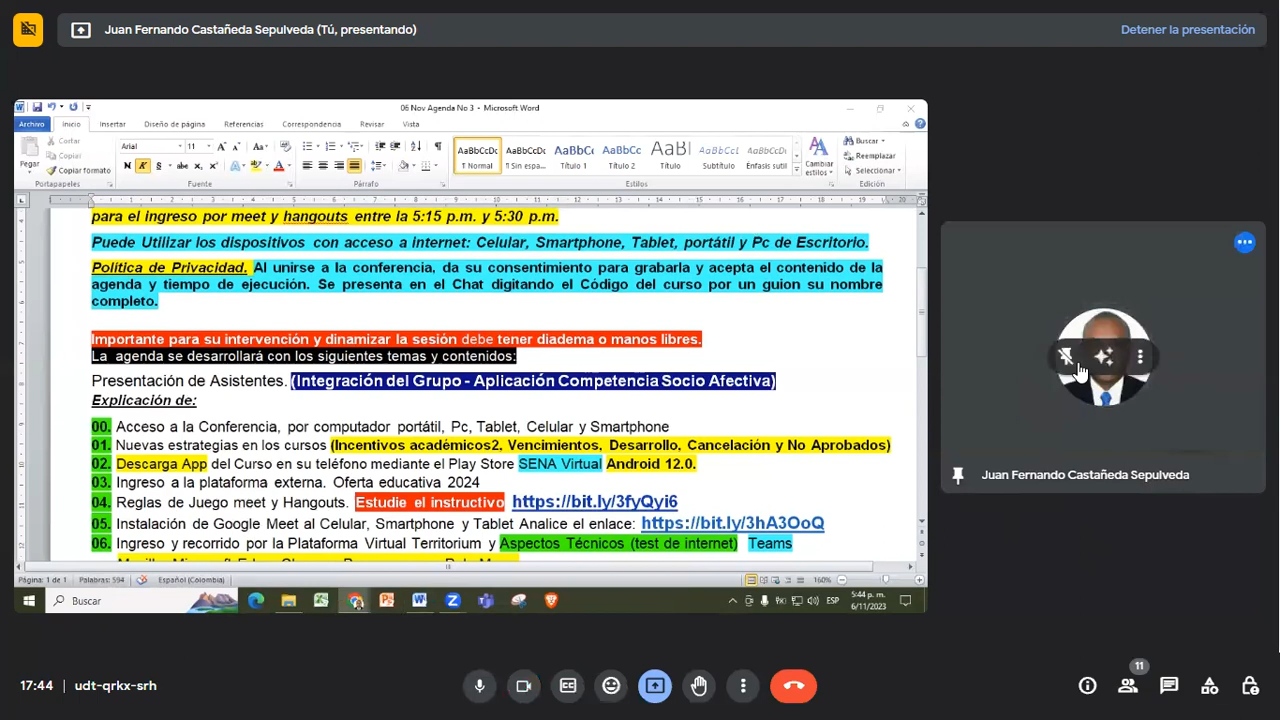 Juan Fernando Castañeda Sepulveda (Tú, presentando)
Detener la presentación
06 Nov Agenda No 3 - Microsoft Word
Archivo Inicio Insertar Diseño de página Referencias Correspondencia Revisar Vista
Pegar
Cortar
Copiar
Copiar formato
Portapapeles
Arial 11
Fuente
Párrafo
AaBbCcDc AaBbCcDc AaBbC AaBbCc AaBI AaBbCc AaBbCcDc
¶ Normal ¶ Sin espa... Título 1 Título 2 Título Subtítulo Énfasis sutil
Estilos
Cambiar estilos
Buscar
Reemplazar
Seleccionar
Edición
para el ingreso por meet y hangouts entre la 5:15 p.m. y 5:30 p.m.
Puede Utilizar los dispositivos con acceso a internet: Celular, Smartphone, Tablet, portátil y Pc de Escritorio.
Política de Privacidad. Al unirse a la conferencia, da su consentimiento para grabarla y acepta el contenido de la
agenda y tiempo de ejecución. Se presenta en el Chat digitando el Código del curso por un guion su nombre
completo.
Importante para su intervención y dinamizar la sesión debe tener diadema o manos libres.
La agenda se desarrollará con los siguientes temas y contenidos:
Presentación de Asistentes. (Integración del Grupo - Aplicación Competencia Socio Afectiva)
Explicación de:
00. Acceso a la Conferencia, por computador portátil, Pc, Tablet, Celular y Smartphone
01. Nuevas estrategias en los cursos (Incentivos académicos2, Vencimientos, Desarrollo, Cancelación y No Aprobados)
02. Descarga App del Curso en su teléfono mediante el Play Store SENA Virtual Android 12.0.
03. Ingreso a la plataforma externa. Oferta educativa 2024
04. Reglas de Juego meet y Hangouts. Estudie el instructivo https://bit.ly/3fyQyi6
05. Instalación de Google Meet al Celular, Smartphone y Tablet Analice el enlace: https://bit.ly/3hA3OoQ
06. Ingreso y recorrido por la Plataforma Virtual Territorium y Aspectos Técnicos (test de internet) Teams
Página: 1 de 1 Palabras: 594 Español (Colombia) 160%
Buscar
ESP
5:44 p. m.
6/11/2023
Juan Fernando Castañeda Sepulveda
17:44 udt-qrkx-srh
11